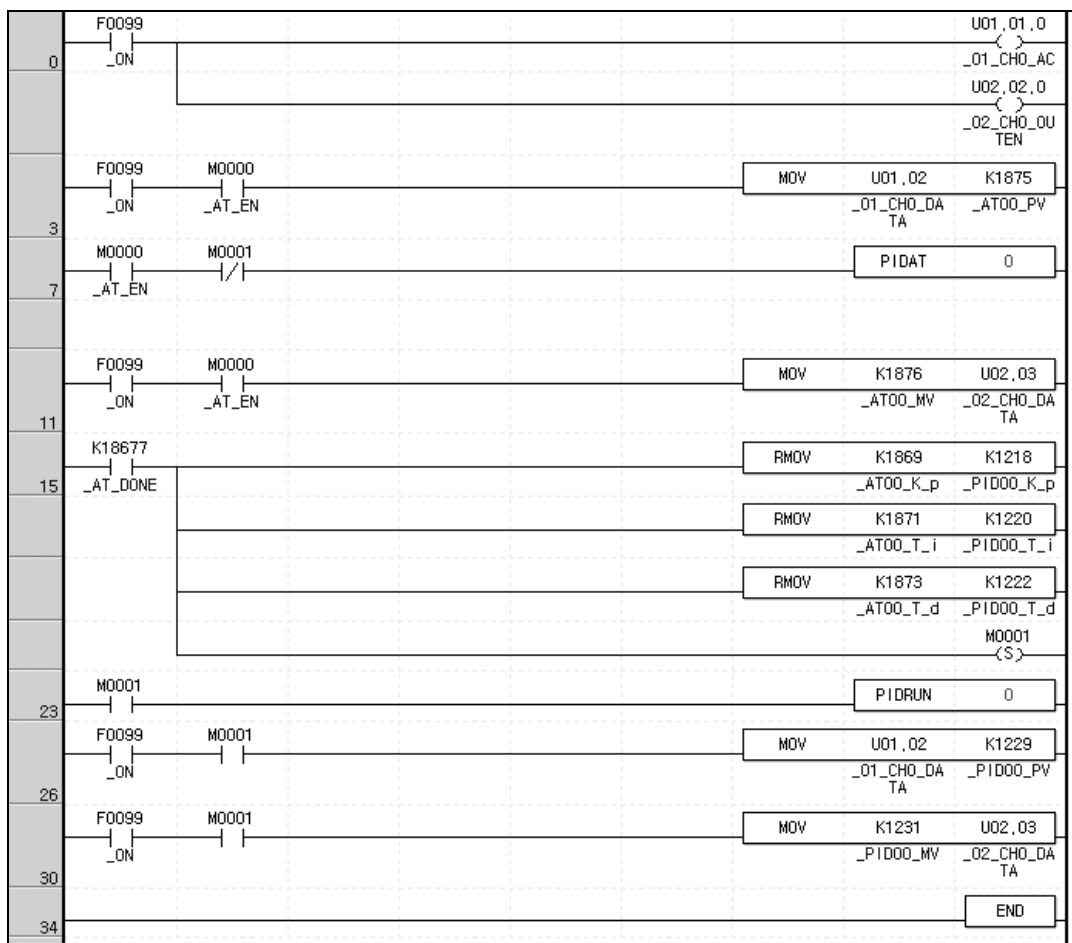 F0099 U01,01,0
0 _ON _01_CH0_AC
U02,02,0
_02_CH0_OU
TEN
F0099 M0000 MOV U01,02 K1875
_ON _AT_EN _01_CH0_DA _AT00_PV
3 TA
M0000 M0001 PIDAT 0
7 _AT_EN
F0099 M0000 MOV K1876 U02,03
_ON _AT_EN _AT00_MV _02_CH0_DA
11 TA
K18677 RMOV K1869 K1218
15 _AT_DONE _AT00_K_p _PID00_K_p
RMOV K1871 K1220
_AT00_T_i _PID00_T_i
RMOV K1873 K1222
_AT00_T_d _PID00_T_d
M0001
(S)
M0001 PIDRUN 0
23
F0099 M0001 MOV U01,02 K1229
_ON _01_CH0_DA _PID00_PV
26 TA
F0099 M0001 MOV K1231 U02,03
_ON _PID00_MV _02_CH0_DA
30 TA
34 END